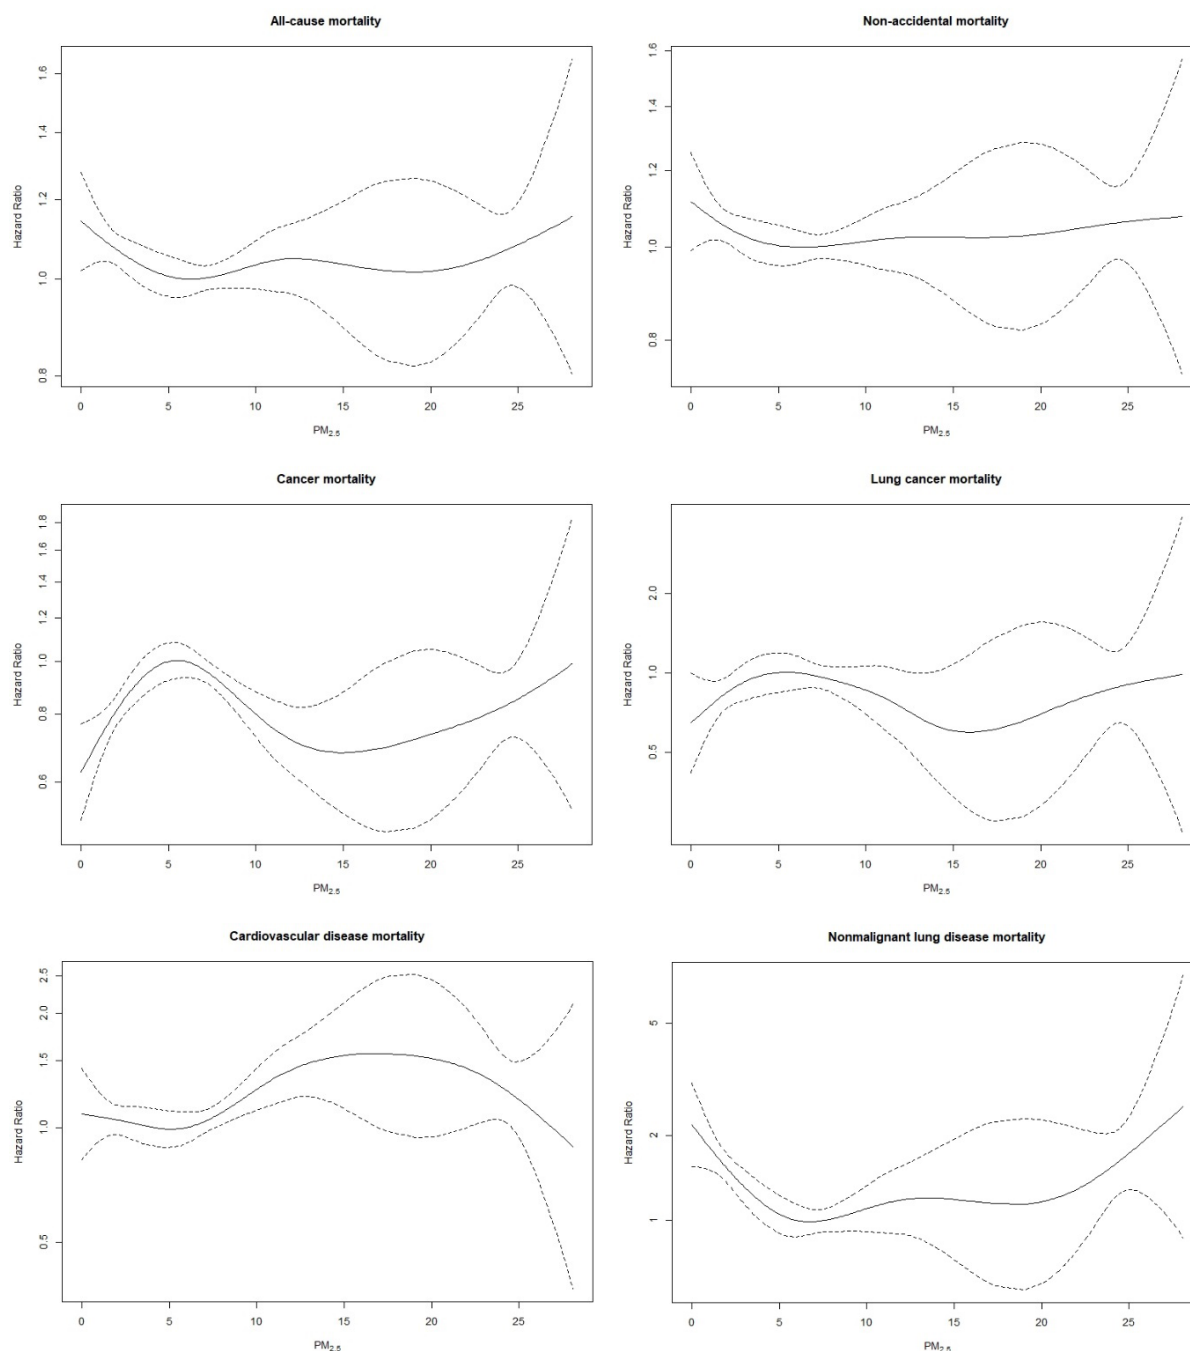 All-cause mortality
Hazard Ratio
1.6
1.4
1.2
1.0
0.8
0 5 10 15 20 25
PM2.5
Non-accidental mortality
Hazard Ratio
1.6
1.4
1.2
1.0
0.8
0 5 10 15 20 25
PM2.5
Cancer mortality
Hazard Ratio
1.8
1.6
1.4
1.2
1.0
0.8
0.6
0 5 10 15 20 25
PM2.5
Lung cancer mortality
Hazard Ratio
2.0
1.0
0.5
0 5 10 15 20 25
PM2.5
Cardiovascular disease mortality
Hazard Ratio
2.5
2.0
1.5
1.0
0.5
0 5 10 15 20 25
PM2.5
Nonmalignant lung disease mortality
Hazard Ratio
5
2
1
0 5 10 15 20 25
PM2.5